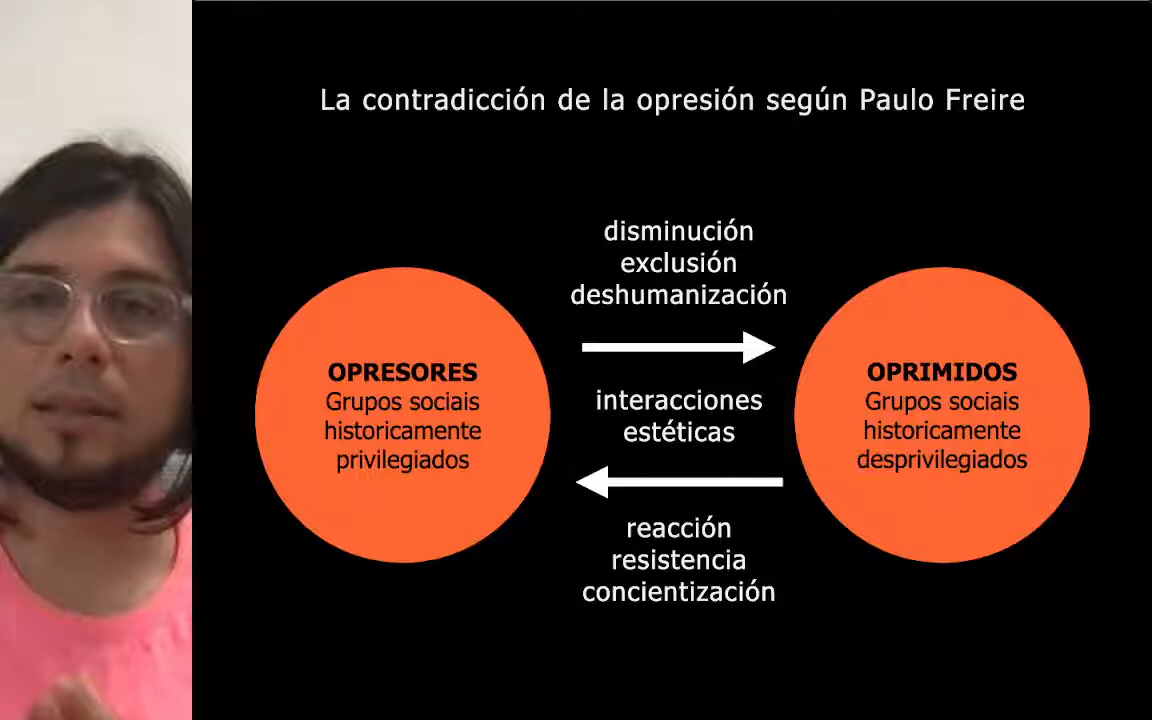 La contradicción de la opresión según Paulo Freire
disminución
exclusión
deshumanización
OPRESORES
Grupos sociais
historicamente
privilegiados
interacciones
estéticas
OPRIMIDOS
Grupos sociais
historicamente
desprivilegiados
reacción
resistencia
concientización